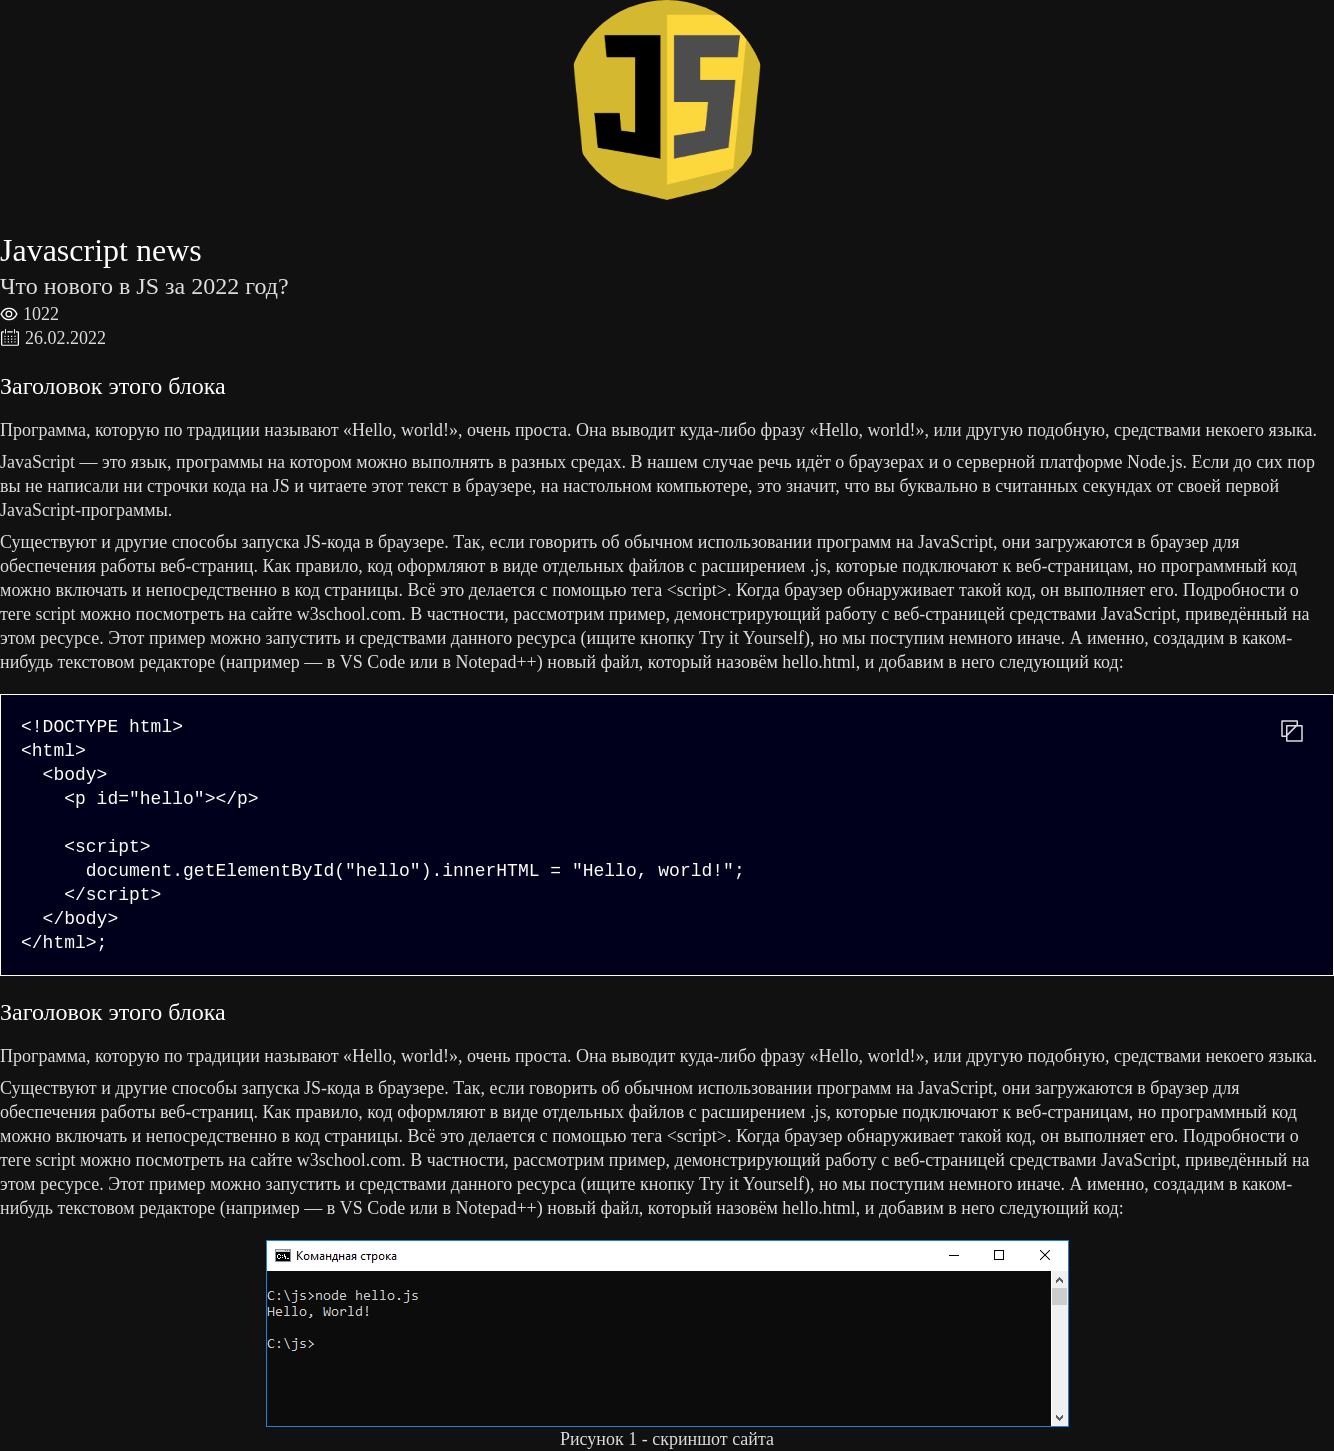 JS
Javascript news
Что нового в JS за 2022 год?
1022
26.02.2022
Заголовок этого блока
Программа, которую по традиции называют «Hello, world!», очень проста. Она выводит куда-либо фразу «Hello, world!», или другую подобную, средствами некоего языка.
JavaScript — это язык, программы на котором можно выполнять в разных средах. В нашем случае речь идёт о браузерах и о серверной платформе Node.js. Если до сих пор
вы не написали ни строчки кода на JS и читаете этот текст в браузере, на настольном компьютере, это значит, что вы буквально в считанных секундах от своей первой
JavaScript-программы.
Существуют и другие способы запуска JS-кода в браузере. Так, если говорить об обычном использовании программ на JavaScript, они загружаются в браузер для
обеспечения работы веб-страниц. Как правило, код оформляют в виде отдельных файлов с расширением .js, которые подключают к веб-страницам, но программный код
можно включать и непосредственно в код страницы. Всё это делается с помощью тега <script>. Когда браузер обнаруживает такой код, он выполняет его. Подробности о
теге script можно посмотреть на сайте w3school.com. В частности, рассмотрим пример, демонстрирующий работу с веб-страницей средствами JavaScript, приведённый на
этом ресурсе. Этот пример можно запустить и средствами данного ресурса (ищите кнопку Try it Yourself), но мы поступим немного иначе. А именно, создадим в каком-
нибудь текстовом редакторе (например — в VS Code или в Notepad++) новый файл, который назовём hello.html, и добавим в него следующий код:
<!DOCTYPE html>
<html>
  <body>
    <p id="hello"></p>
    <script>
      document.getElementById("hello").innerHTML = "Hello, world!";
    </script>
  </body>
</html>;
Заголовок этого блока
Программа, которую по традиции называют «Hello, world!», очень проста. Она выводит куда-либо фразу «Hello, world!», или другую подобную, средствами некоего языка.
Существуют и другие способы запуска JS-кода в браузере. Так, если говорить об обычном использовании программ на JavaScript, они загружаются в браузер для
обеспечения работы веб-страниц. Как правило, код оформляют в виде отдельных файлов с расширением .js, которые подключают к веб-страницам, но программный код
можно включать и непосредственно в код страницы. Всё это делается с помощью тега <script>. Когда браузер обнаруживает такой код, он выполняет его. Подробности о
теге script можно посмотреть на сайте w3school.com. В частности, рассмотрим пример, демонстрирующий работу с веб-страницей средствами JavaScript, приведённый на
этом ресурсе. Этот пример можно запустить и средствами данного ресурса (ищите кнопку Try it Yourself), но мы поступим немного иначе. А именно, создадим в каком-
нибудь текстовом редакторе (например — в VS Code или в Notepad++) новый файл, который назовём hello.html, и добавим в него следующий код:
Командная строка
C:\js>node hello.js
Hello, World!
C:\js>
Рисунок 1 - скриншот сайта